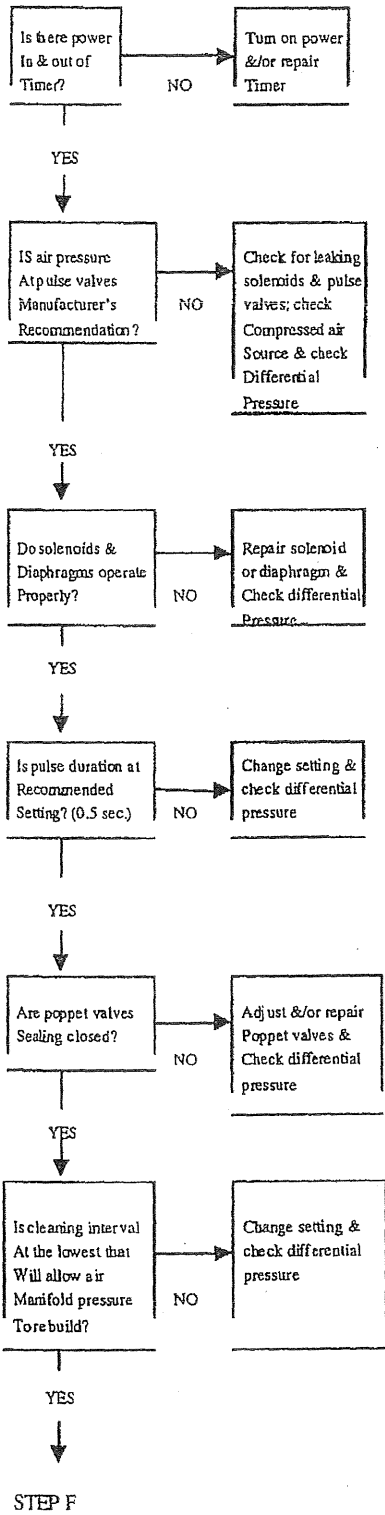 Is there power
In & out of
Timer?
NO
Turn on power
&/or repair
Timer
YES
IS air pressure
At pulse valves
Manufacturer's
Recommendation?
NO
Check for leaking
solenoids & pulse
valves; check
Compressed air
Source & check
Differential
Pressure
YES
Do solenoids &
Diaphragms operate
Properly?
NO
Repair solenoid
or diaphragm &
Check differential
Pressure
YES
Is pulse duration at
Recommended
Setting? (0.5 sec.)
NO
Change setting &
check differential
pressure
YES
Are poppet valves
Sealing closed?
NO
Adjust &/or repair
Poppet valves &
Check differential
pressure
YES
Is cleaning interval
At the lowest that
Will allow air
Manifold pressure
To rebuild?
NO
Change setting &
check differential
pressure
YES
STEP F